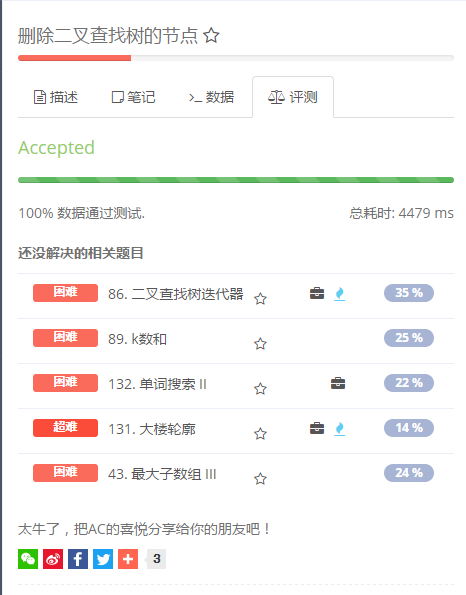 删除二叉查找树的节点
描述 笔记 数据 评测
Accepted
100% 数据通过测试. 总耗时: 4479 ms
还没解决的相关题目
困难 86. 二叉查找树迭代器 35 %
困难 89. k数和 25 %
困难 132. 单词搜索 II 22 %
超难 131. 大楼轮廓 14 %
困难 43. 最大子数组 III 24 %
太牛了，把AC的喜悦分享给你的朋友吧！
3